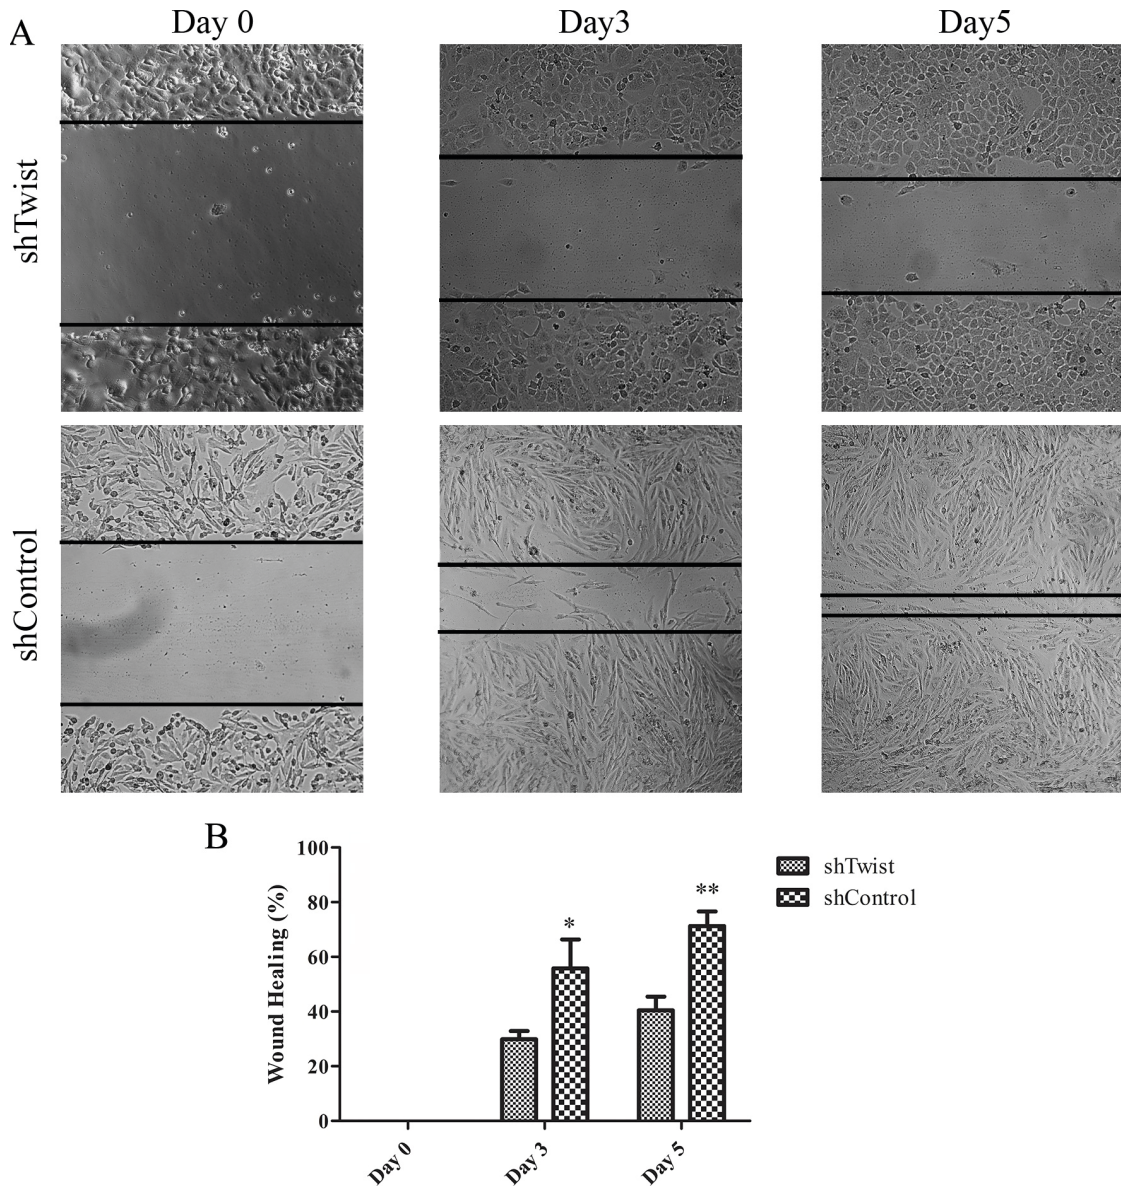 A
Day 0
Day3
Day5
shTwist
shControl
B
Wound Healing (%)
100
80
60
40
20
0
*
**
Day 0
Day 3
Day 5
shTwist
shControl